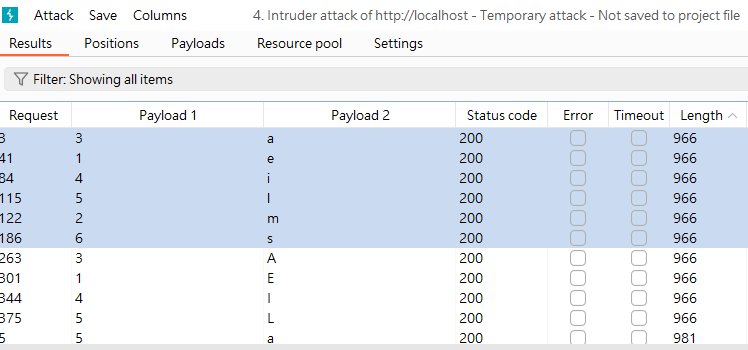 Attack Save Columns 4. Intruder attack of http://localhost - Temporary attack - Not saved to project file
Results Positions Payloads Resource pool Settings
Filter: Showing all items
Request Payload 1 Payload 2 Status code Error Timeout Length
3 3 a 200 966
41 1 e 200 966
84 4 i 200 966
115 5 l 200 966
122 2 m 200 966
186 6 s 200 966
263 3 A 200 966
301 1 E 200 966
344 4 I 200 966
375 5 L 200 966
5 5 a 200 981